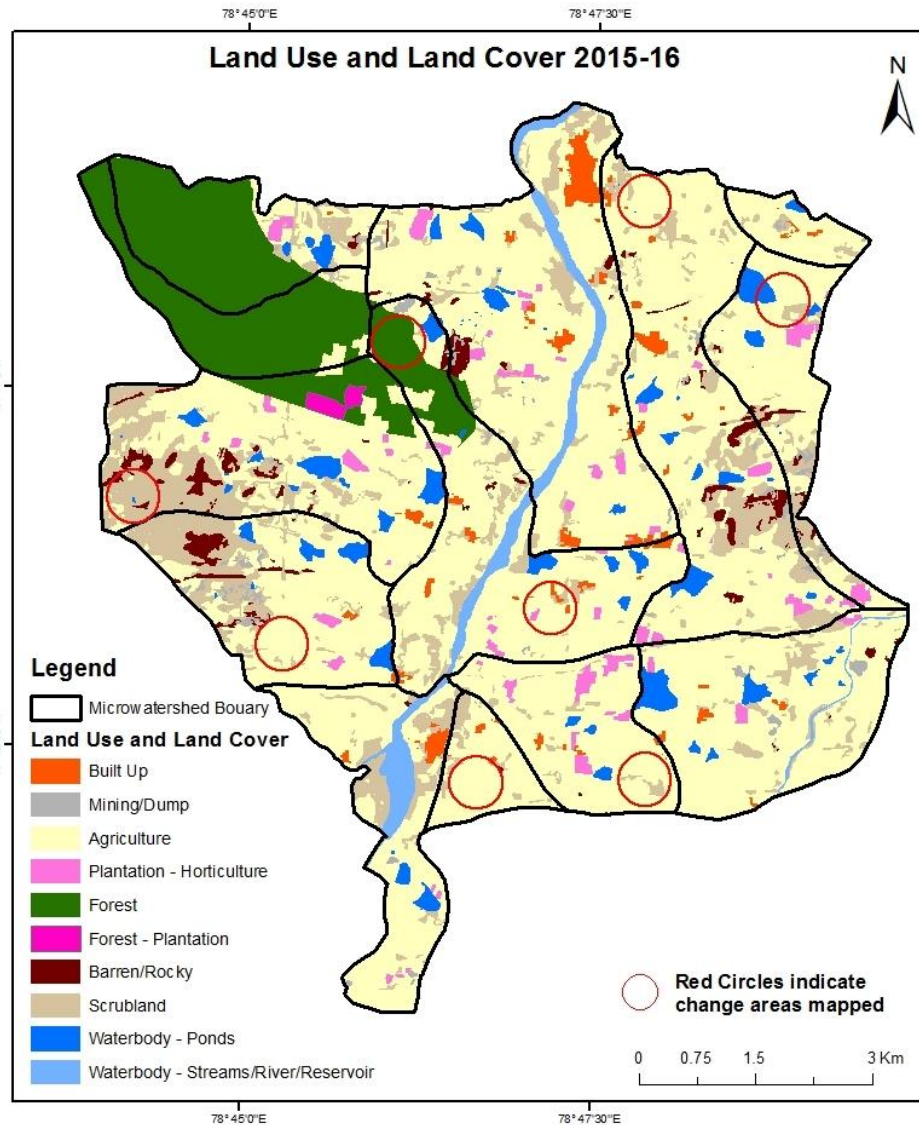 78°45'0"E
78°47'30"E
Land Use and Land Cover 2015-16
N
Legend
Microwatershed Bouary
Land Use and Land Cover
Built Up
Mining/Dump
Agriculture
Plantation - Horticulture
Forest
Forest - Plantation
Barren/Rocky
Scrubland
Waterbody - Ponds
Waterbody - Streams/River/Reservoir
Red Circles indicate
change areas mapped
0 0.75 1.5 3 Km
78°45'0"E
78°47'30"E